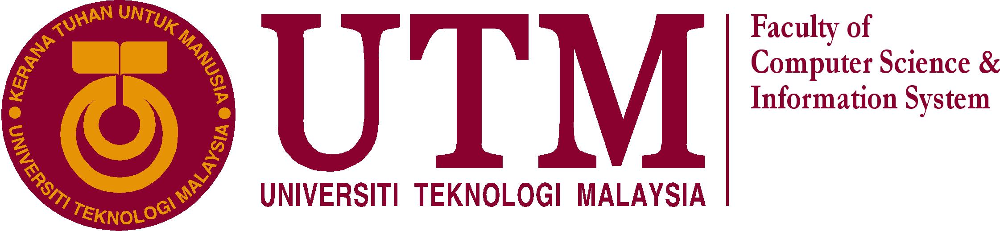 KERANA TUHAN UNTUK MANUSIA
UNIVERSITI TEKNOLOGI MALAYSIA
UTM
UNIVERSITI TEKNOLOGI MALAYSIA
Faculty of
Computer Science &
Information System